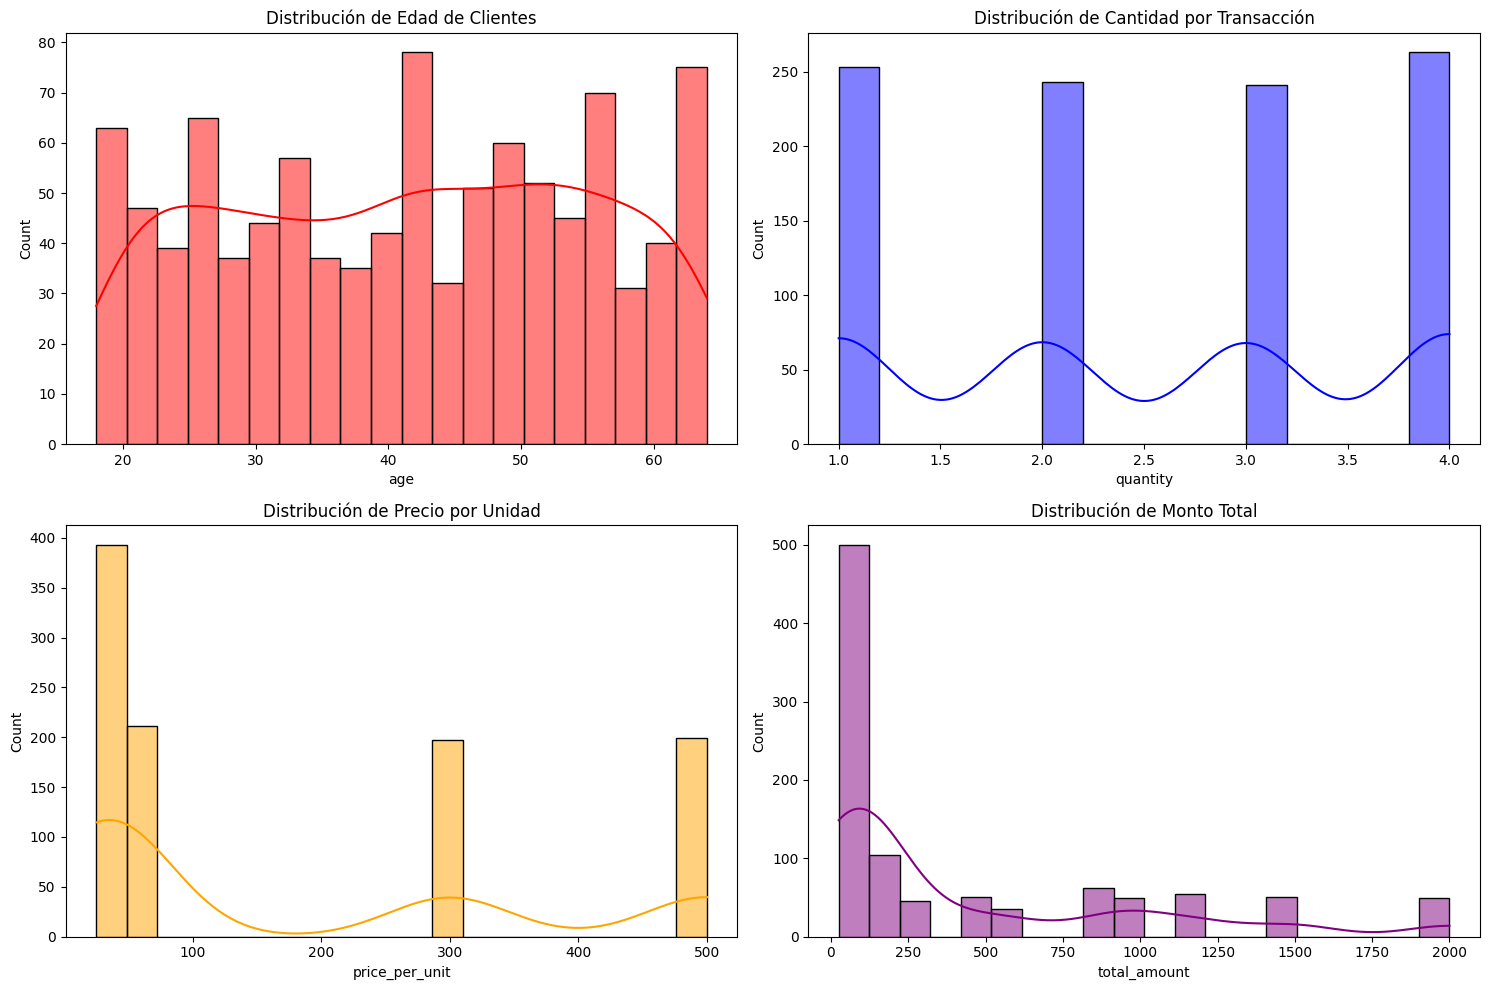 Distribución de Edad de Clientes
80
70
60
50
40
30
20
10
0
Count
20 30 40 50 60
age
Distribución de Cantidad por Transacción
250
200
150
100
50
0
Count
1.0 1.5 2.0 2.5 3.0 3.5 4.0
quantity
Distribución de Precio por Unidad
400
350
300
250
200
150
100
50
0
Count
100 200 300 400 500
price_per_unit
Distribución de Monto Total
500
400
300
200
100
0
Count
0 250 500 750 1000 1250 1500 1750 2000
total_amount